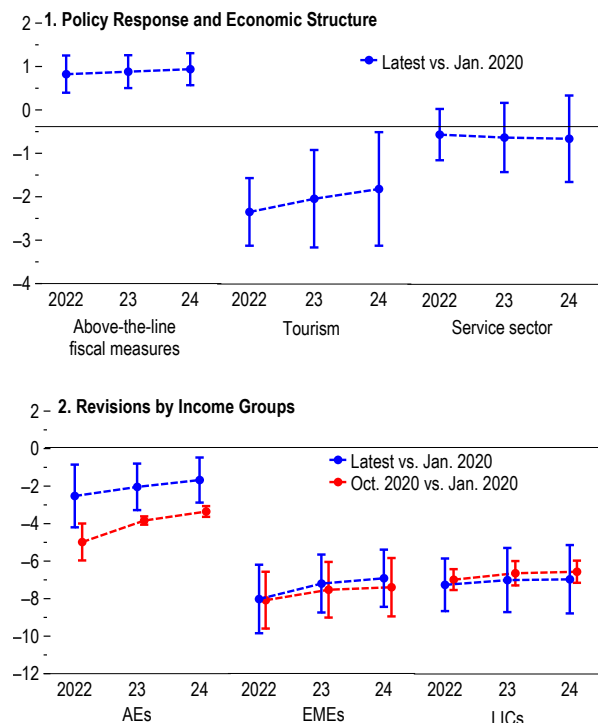 1. Policy Response and Economic Structure
2
1
0
–1
–2
–3
–4
Latest vs. Jan. 2020
2022 23 24 2022 23 24 2022 23 24
Above-the-line
fiscal measures
Tourism
Service sector
2. Revisions by Income Groups
2
0
–2
–4
–6
–8
–10
–12
Latest vs. Jan. 2020
Oct. 2020 vs. Jan. 2020
2022 23 24 2022 23 24 2022 23 24
AEs EMEs LICs